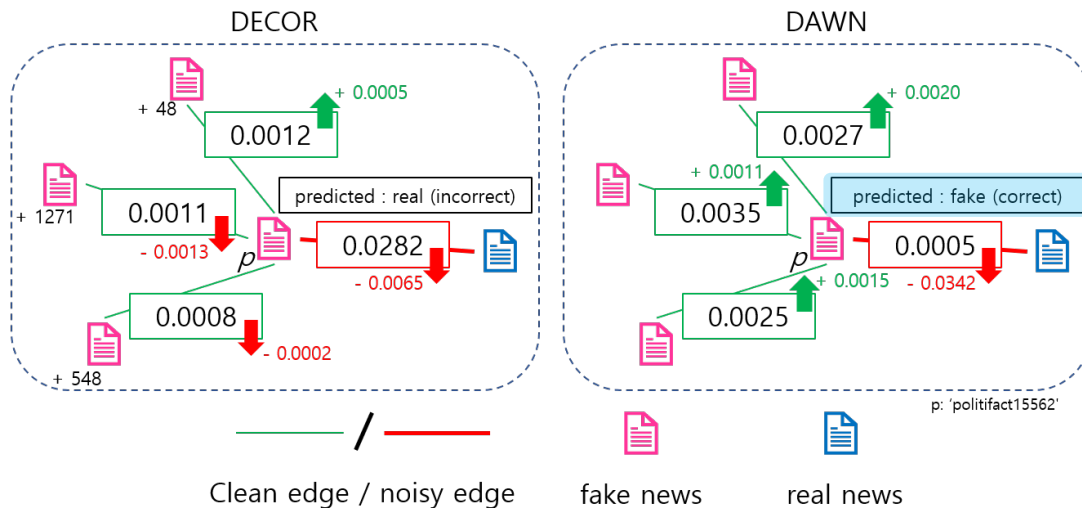 DECOR
+ 48
+ 0.0005
0.0012
+ 1271
0.0011
- 0.0013
predicted : real (incorrect)
p
0.0282
- 0.0065
0.0008
- 0.0002
+ 548
DAWN
+ 0.0020
0.0027
+ 0.0011
0.0035
predicted : fake (correct)
p
0.0005
- 0.0342
+ 0.0015
0.0025
p: 'politifact15562'
/
Clean edge / noisy edge
fake news
real news